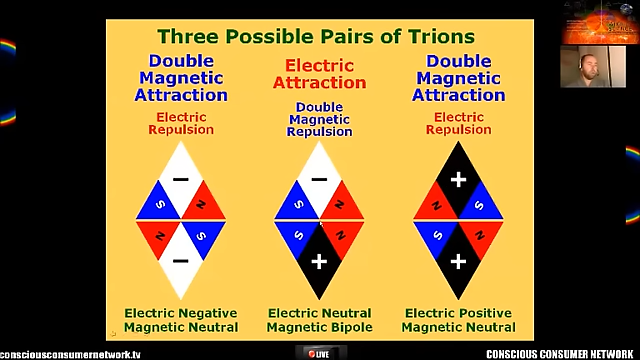 Three Possible Pairs of Trions
Double
Magnetic
Attraction
Electric
Repulsion
−
S N
N S
−
Electric Negative
Magnetic Neutral
Electric
Attraction
Double
Magnetic
Repulsion
−
S N
S N
+
Electric Neutral
Magnetic Bipole
Double
Magnetic
Attraction
Electric
Repulsion
+
N S
S N
+
Electric Positive
Magnetic Neutral
consciousconsumernetwork.tv
LIVE
CONSCIOUS CONSUMER NETWORK